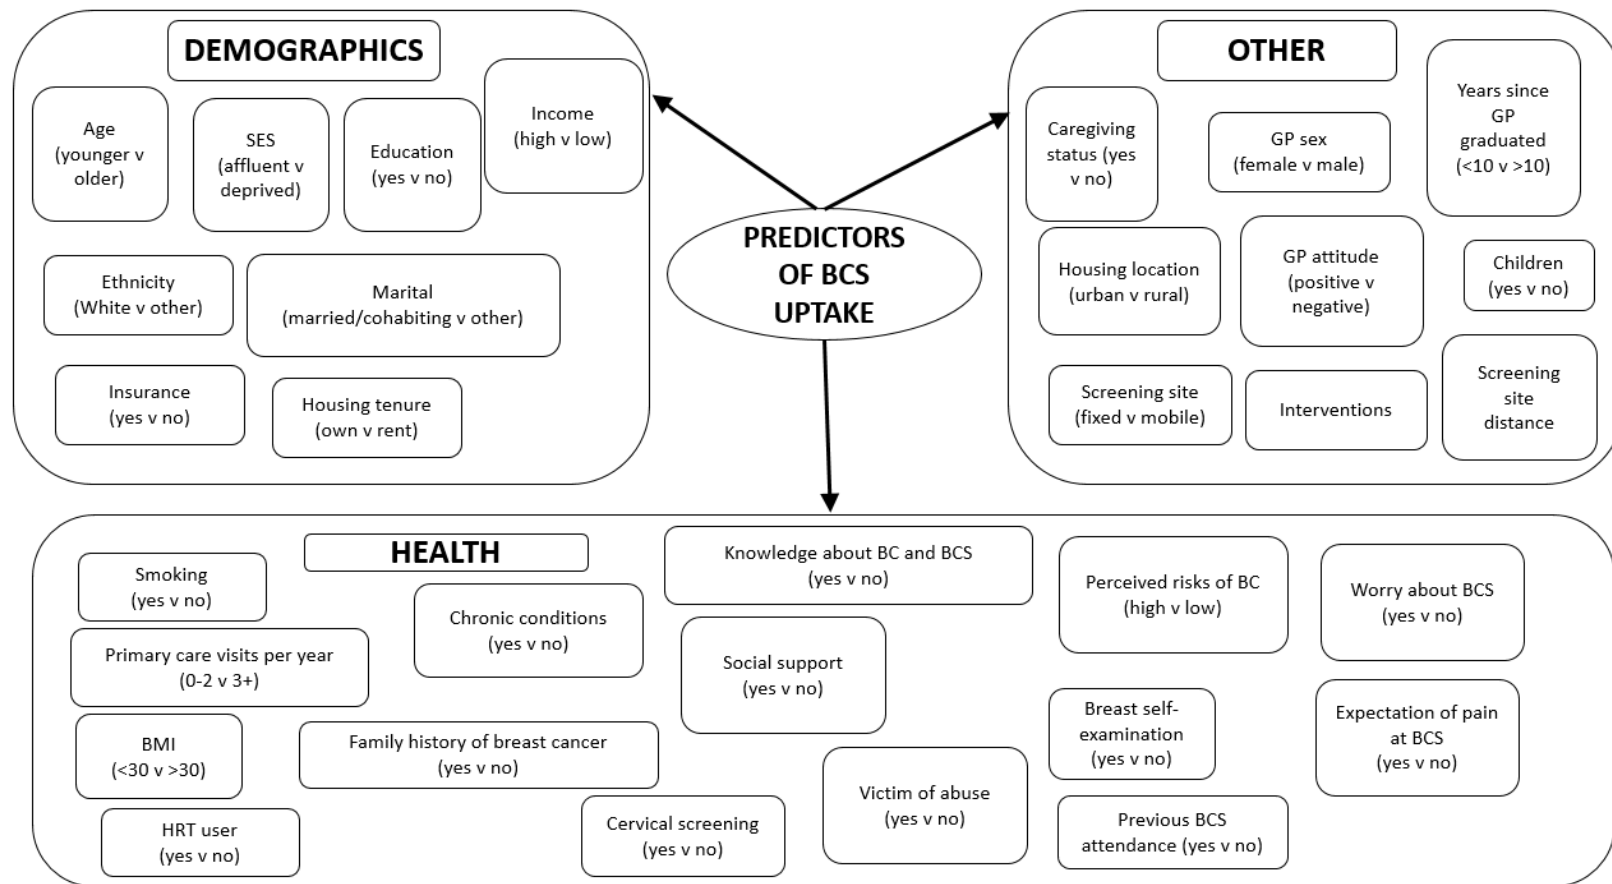 DEMOGRAPHICS
Age
(younger v
older)
SES
(affluent v
deprived)
Education
(yes v no)
Income
(high v low)
Ethnicity
(White v other)
Marital
(married/cohabiting v other)
Insurance
(yes v no)
Housing tenure
(own v rent)
PREDICTORS
OF BCS
UPTAKE
OTHER
Caregiving
status (yes
v no)
GP sex
(female v male)
Years since
GP
graduated
(<10 v >10)
Housing location
(urban v rural)
GP attitude
(positive v
negative)
Children
(yes v no)
Screening site
(fixed v mobile)
Interventions
Screening
site
distance
HEALTH
Smoking
(yes v no)
Chronic conditions
(yes v no)
Knowledge about BC and BCS
(yes v no)
Perceived risks of BC
(high v low)
Worry about BCS
(yes v no)
Primary care visits per year
(0-2 v 3+)
Social support
(yes v no)
BMI
(<30 v >30)
Family history of breast cancer
(yes v no)
Breast self-
examination
(yes v no)
Expectation of pain
at BCS
(yes v no)
HRT user
(yes v no)
Cervical screening
(yes v no)
Victim of abuse
(yes v no)
Previous BCS
attendance (yes v no)